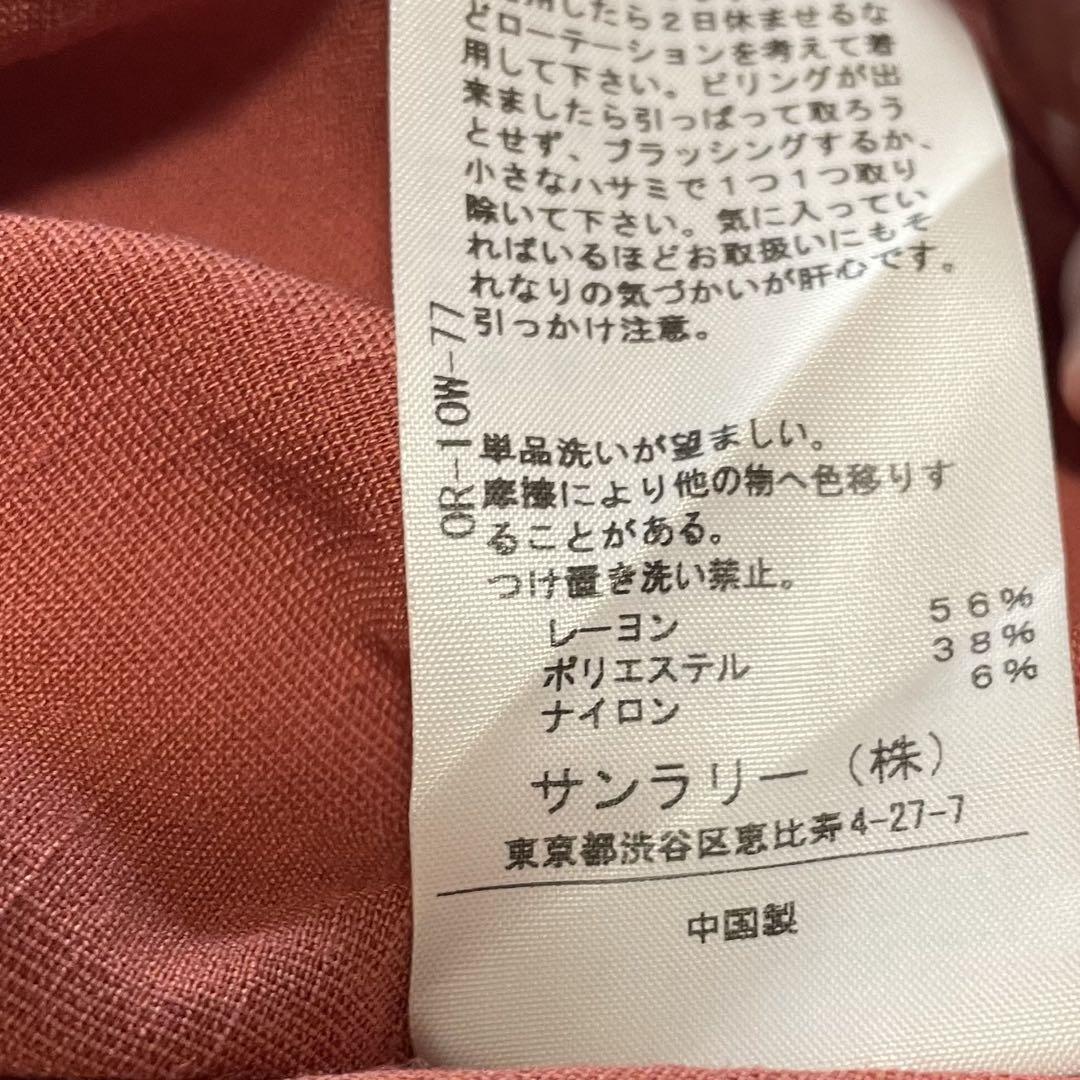 用したら2日休ませるな
どローテーションを考えて着
用して下さい。ピリングが出
来ましたら引っぱって取ろう
とせず、ブラッシングするか、
小さなハサミで1つ1つ取り
除いて下さい。気に入ってい
ればいるほどお取扱いにもそ
れなりの気づかいが肝心です。
引っかけ注意。
OR-10W-77
単品洗いが望ましい。
摩擦により他の物へ色移りす
ることがある。
つけ置き洗い禁止。
レーヨン 56%
ポリエステル 38%
ナイロン 6%
サンラリー(株)
東京都渋谷区恵比寿4-27-7
中国製